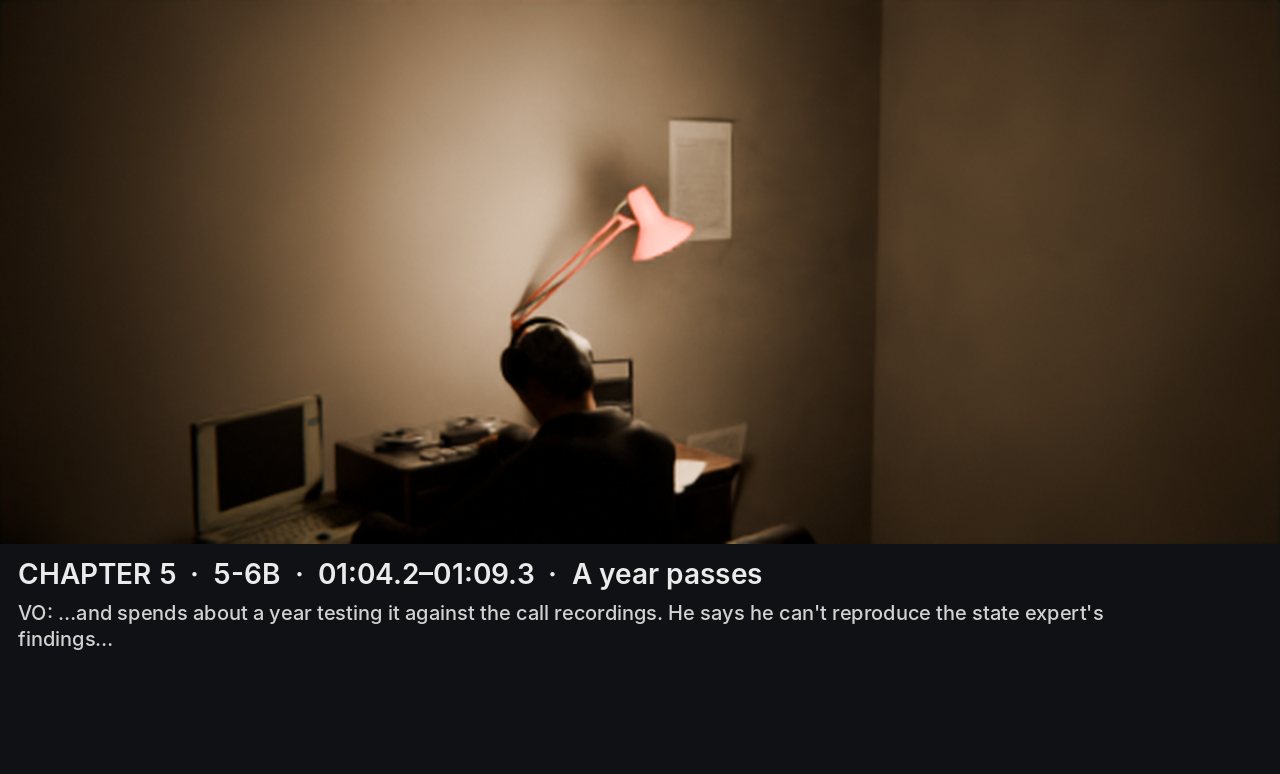 CHAPTER 5 · 5-6B · 01:04.2–01:09.3 · A year passes
VO: ...and spends about a year testing it against the call recordings. He says he can't reproduce the state expert's
findings...